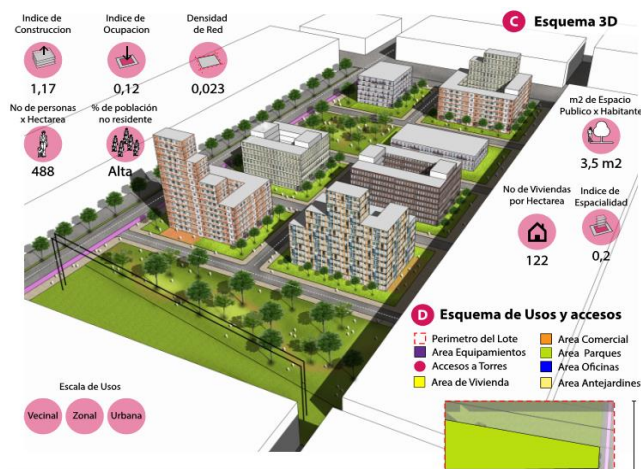 Indice de
Construccion
1,17
Indice de
Ocupacion
0,12
Densidad
de Red
0,023
No de personas
x Hectarea
488
% de población
no residente
Alta
C Esquema 3D
m2 de Espacio
Publico x Habitante
3,5 m2
No de Viviendas
por Hectarea
122
Indice de
Espacialidad
0,2
Escala de Usos
Vecinal Zonal Urbana
D Esquema de Usos y accesos
Perimetro del Lote
Area Equipamientos
Accesos a Torres
Area de Vivienda
Area Comercial
Area Parques
Area Oficinas
Area Antejardines